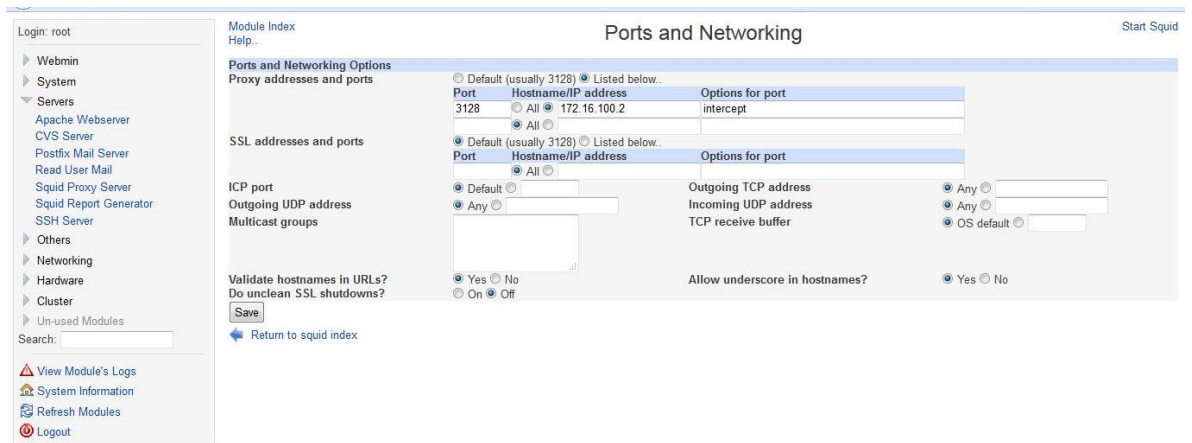 Login: root
Webmin
System
Servers
Apache Webserver
CVS Server
Postfix Mail Server
Read User Mail
Squid Proxy Server
Squid Report Generator
SSH Server
Others
Networking
Hardware
Cluster
Un-used Modules
Search:
View Module's Logs
System Information
Refresh Modules
Logout
Module Index
Help..
Ports and Networking
Start Squid
Ports and Networking Options
Proxy addresses and ports Default (usually 3128) Listed below..
Port Hostname/IP address Options for port
3128 All 172.16.100.2 intercept
All
SSL addresses and ports Default (usually 3128) Listed below..
Port Hostname/IP address Options for port
All
ICP port Default Outgoing TCP address Any
Outgoing UDP address Any Incoming UDP address Any
Multicast groups TCP receive buffer OS default
Validate hostnames in URLs? Yes No Allow underscore in hostnames? Yes No
Do unclean SSL shutdowns? On Off
Save
Return to squid index